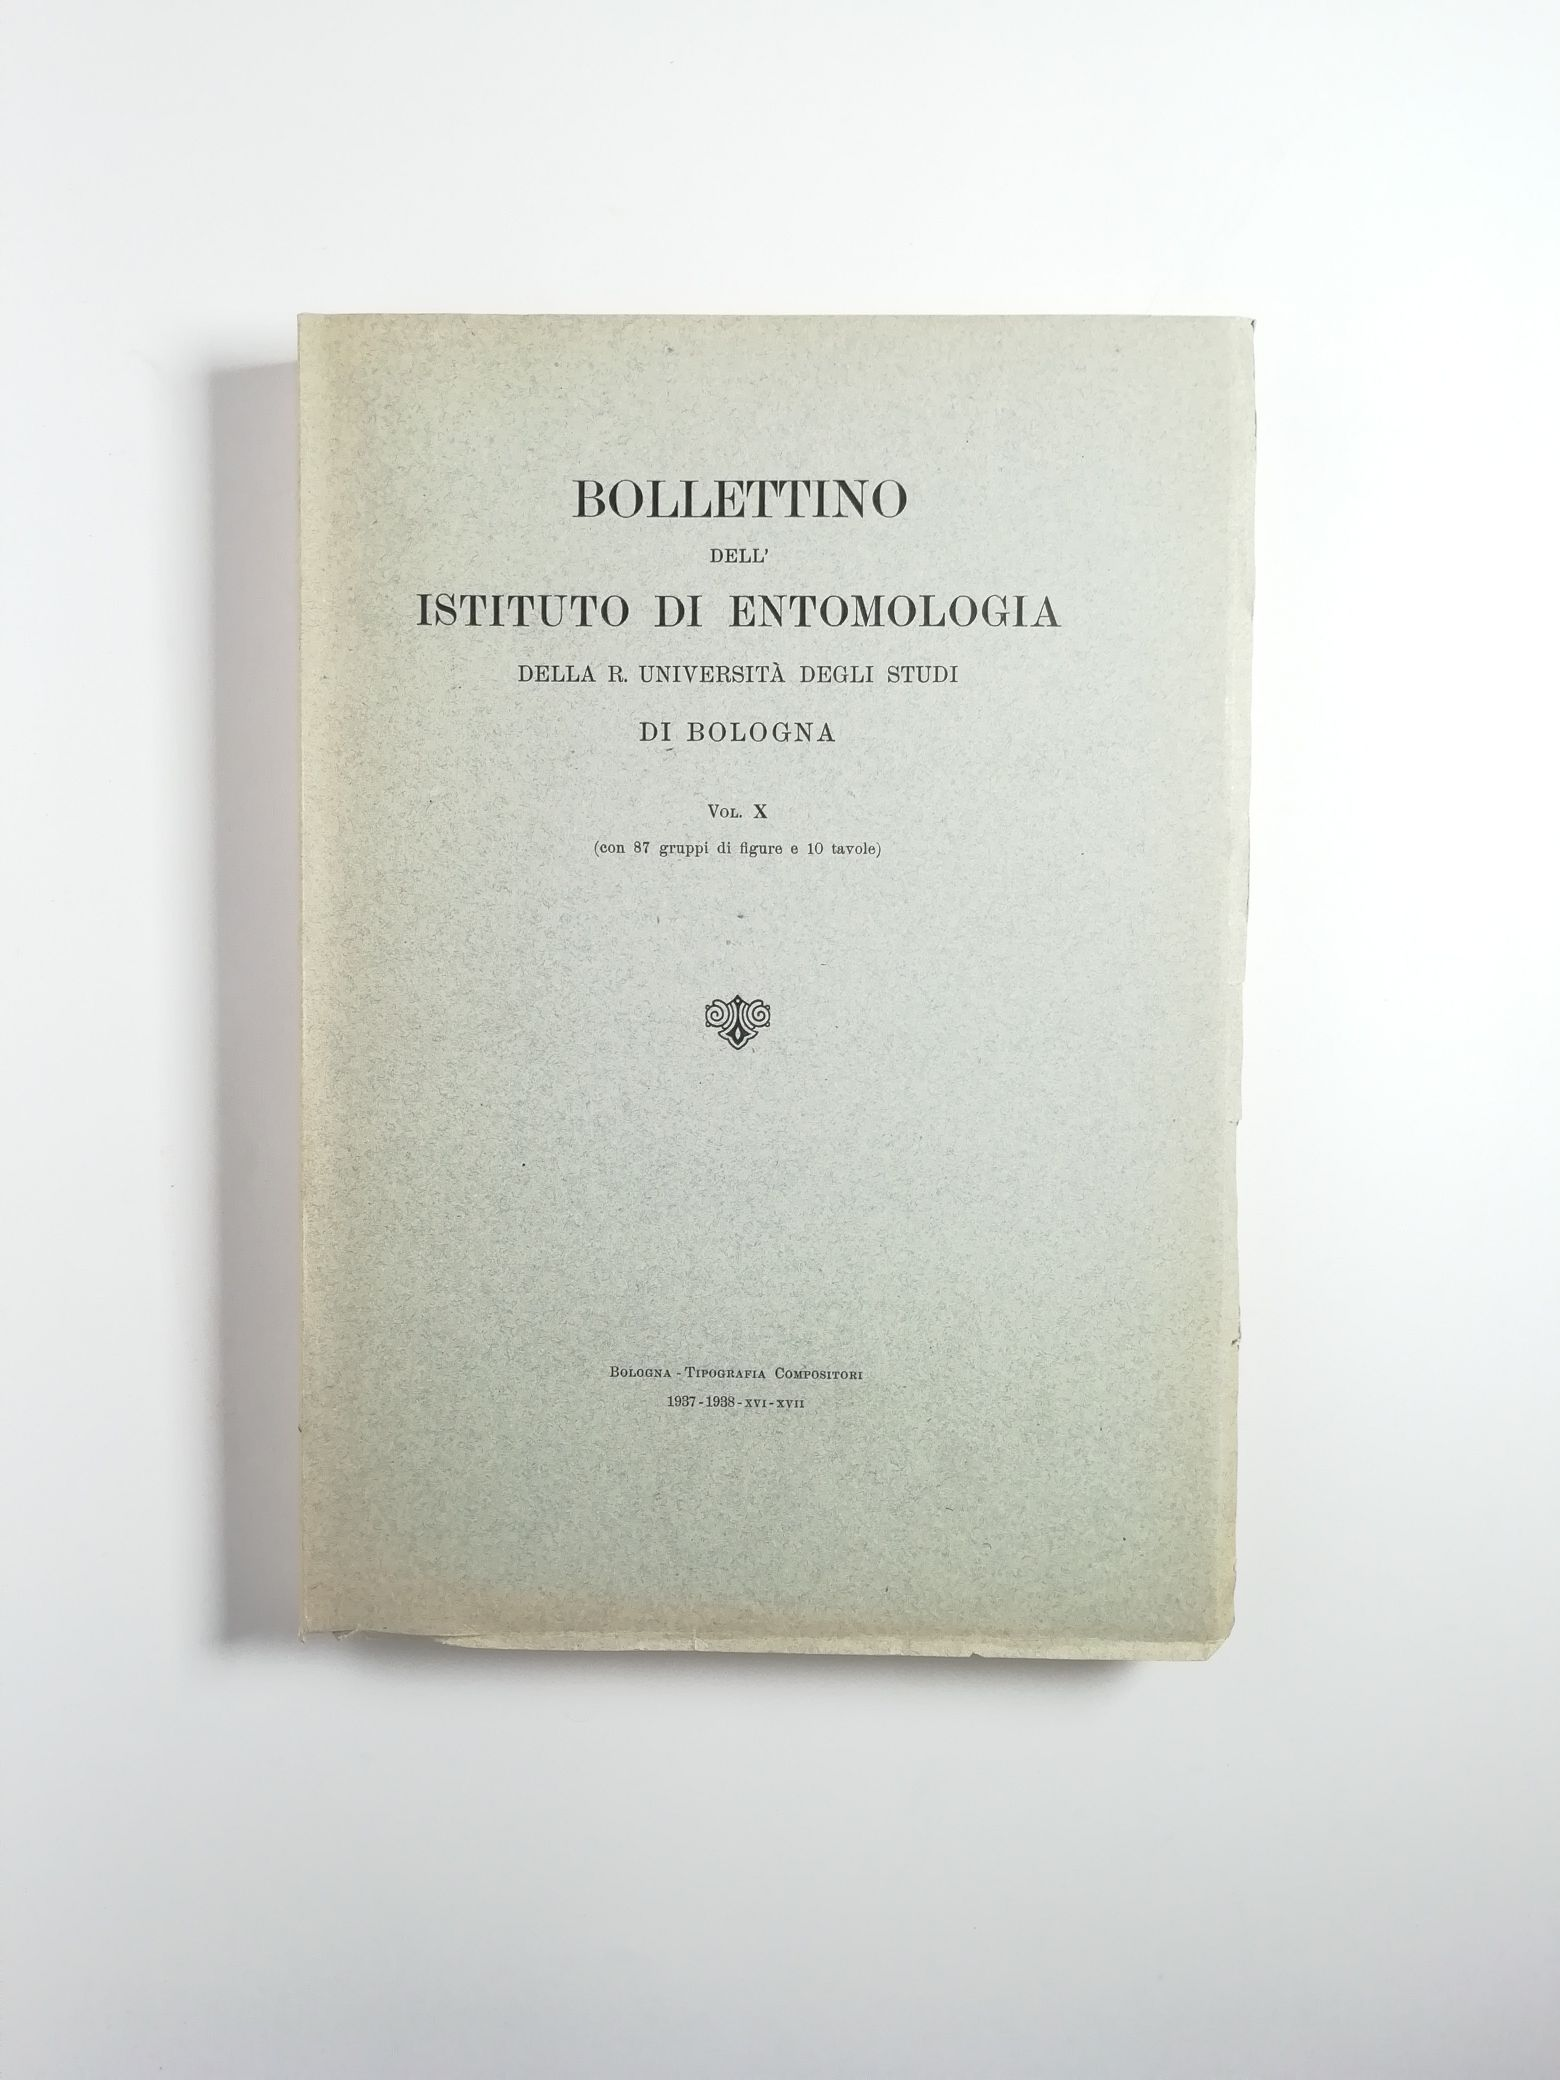 BOLLETTINO
DELL'
ISTITUTO DI ENTOMOLOGIA
DELLA R. UNIVERSITÀ DEGLI STUDI
DI BOLOGNA
VOL. X
(con 87 gruppi di figure e 10 tavole)
BOLOGNA - TIPOGRAFIA COMPOSITORI
1937-1938-XVI-XVII